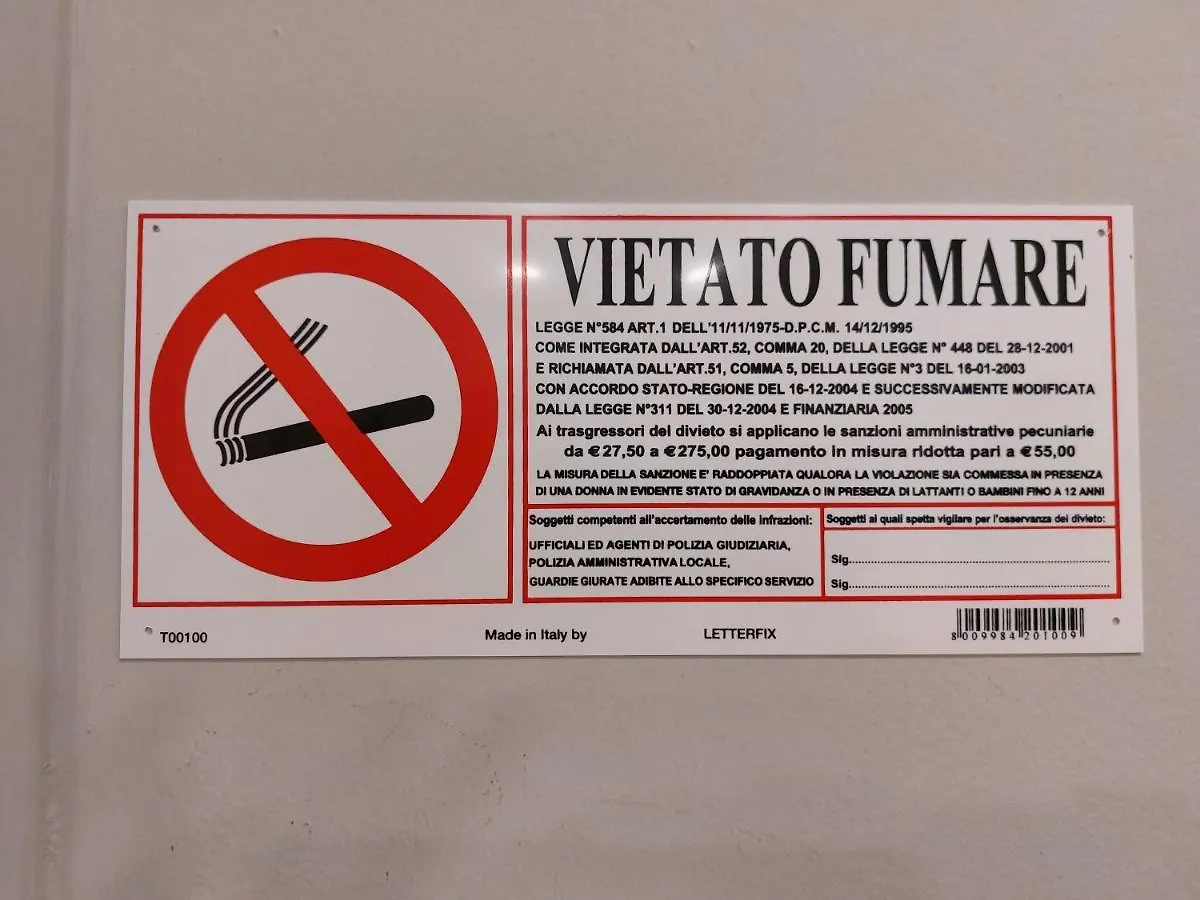 VIETATO FUMARE
LEGGE N°584 ART.1 DELL'11/11/1975-D.P.C.M. 14/12/1995
COME INTEGRATA DALL'ART.52, COMMA 20, DELLA LEGGE N° 448 DEL 28-12-2001
E RICHIAMATA DALL'ART.51, COMMA 5, DELLA LEGGE N°3 DEL 16-01-2003
CON ACCORDO STATO-REGIONE DEL 16-12-2004 E SUCCESSIVAMENTE MODIFICATA
DALLA LEGGE N°311 DEL 30-12-2004 E FINANZIARIA 2005
Ai trasgressori del divieto si applicano le sanzioni amministrative pecuniarie
da €27,50 a €275,00 pagamento in misura ridotta pari a €55,00
LA MISURA DELLA SANZIONE E' RADDOPPIATA QUALORA LA VIOLAZIONE SIA COMMESSA IN PRESENZA
DI UNA DONNA IN EVIDENTE STATO DI GRAVIDANZA O IN PRESENZA DI LATTANTI O BAMBINI FINO A 12 ANNI
Soggetti competenti all'accertamento delle infrazioni:
UFFICIALI ED AGENTI DI POLIZIA GIUDIZIARIA,
POLIZIA AMMINISTRATIVA LOCALE,
GUARDIE GIURATE ADIBITE ALLO SPECIFICO SERVIZIO
Soggetti ai quali spetta vigilare per l'osservanza del divieto:
Sig.......................................................................
Sig.......................................................................
T00100
Made in Italy by
LETTERFIX
8 009984 201009